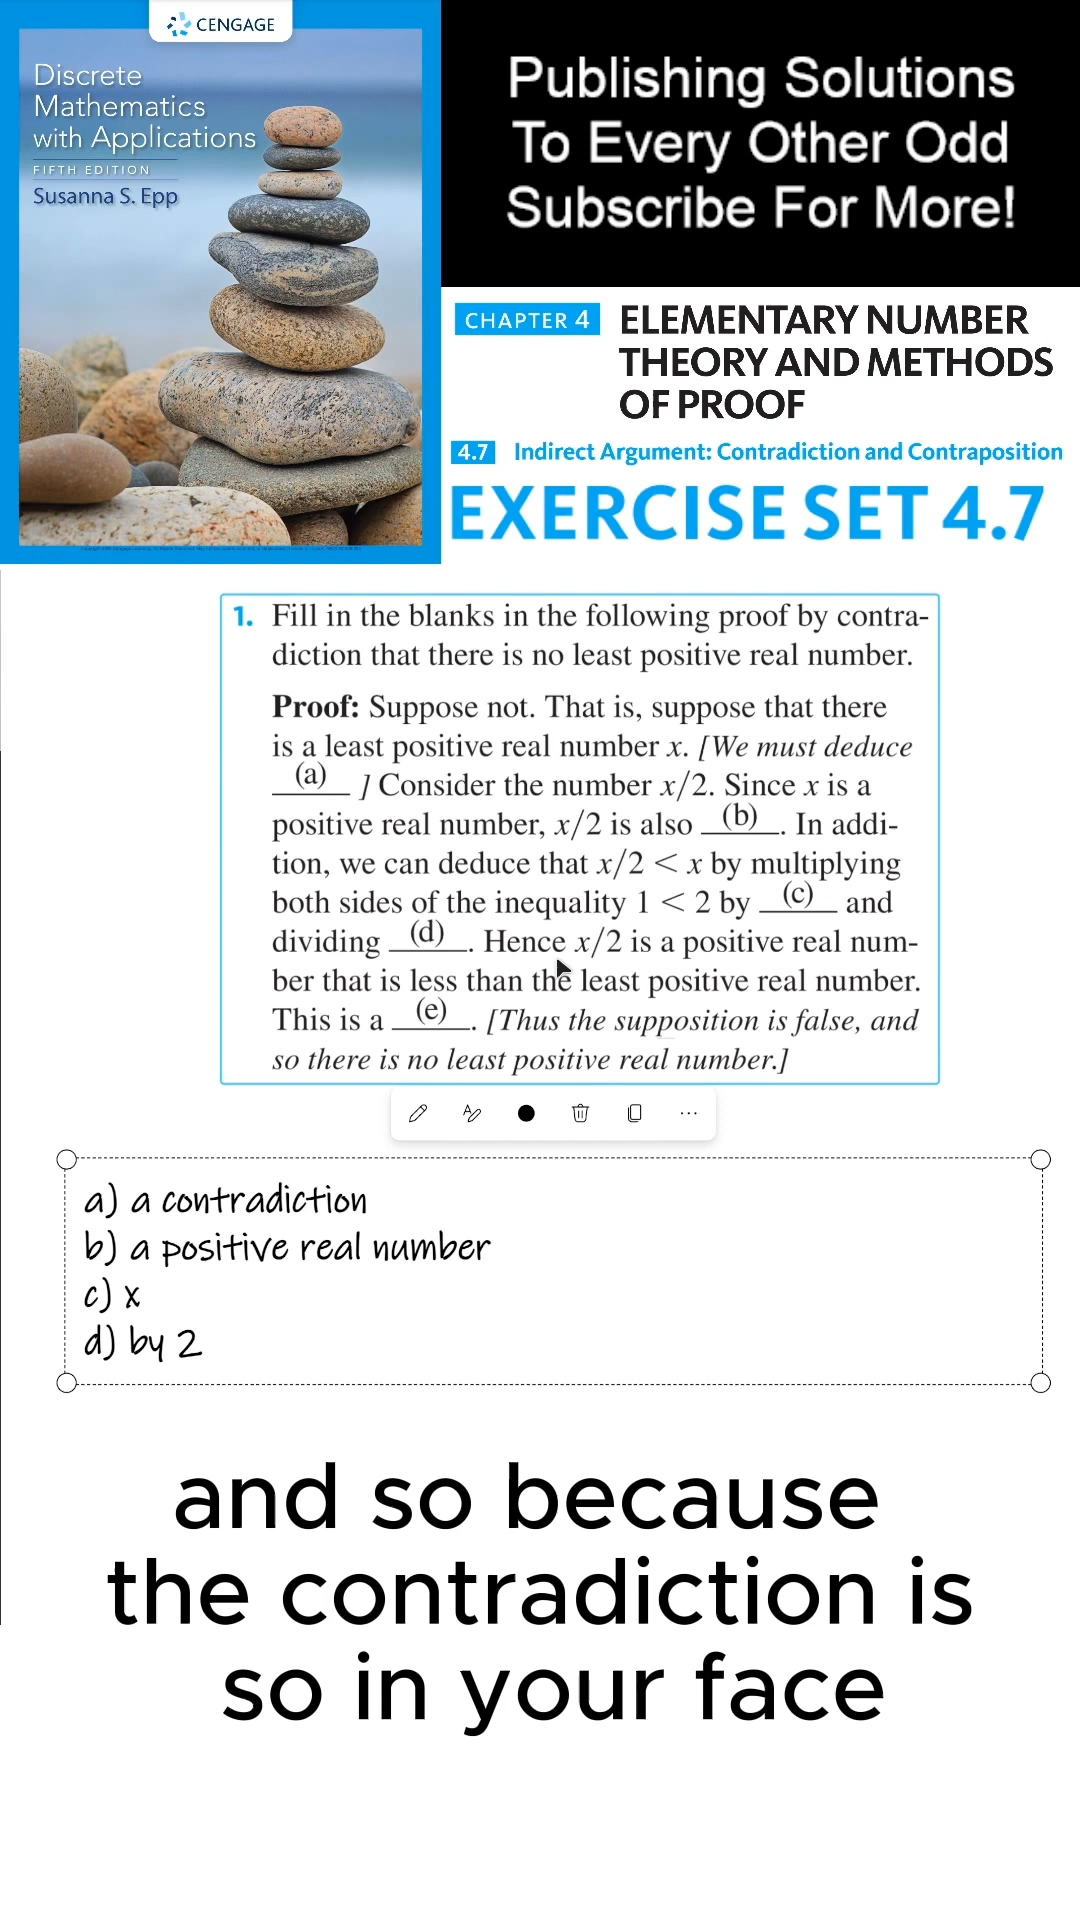 CENGAGE
Discrete
Mathematics
with Applications
FIFTH EDITION
Susanna S. Epp
Publishing Solutions
To Every Other Odd
Subscribe For More!
CHAPTER 4
ELEMENTARY NUMBER
THEORY AND METHODS
OF PROOF
4.7 Indirect Argument: Contradiction and Contraposition
EXERCISE SET 4.7
1. Fill in the blanks in the following proof by contra-
diction that there is no least positive real number.
Proof: Suppose not. That is, suppose that there
is a least positive real number x. [We must deduce
(a) ] Consider the number x/2. Since x is a
positive real number, x/2 is also (b). In addi-
tion, we can deduce that x/2 < x by multiplying
both sides of the inequality 1 < 2 by (c) and
dividing (d). Hence x/2 is a positive real num-
ber that is less than the least positive real number.
This is a (e). [Thus the supposition is false, and
so there is no least positive real number.]
a) a contradiction
b) a positive real number
c) x
d) by 2
and so because
the contradiction is
so in your face